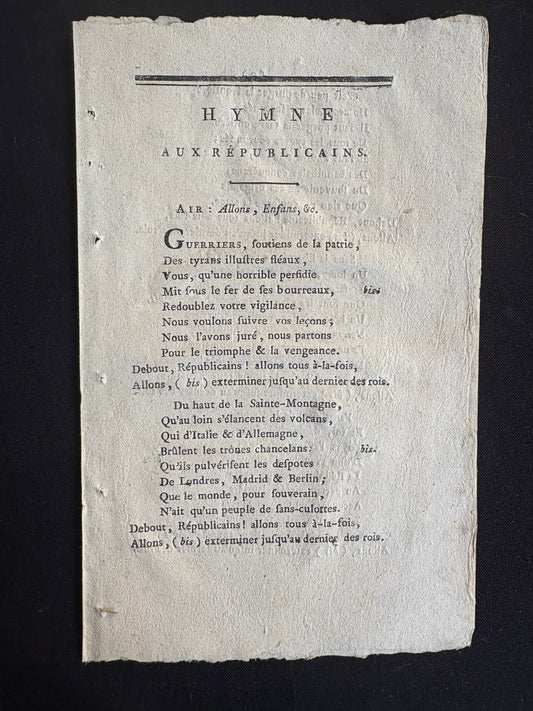 HYMNE
AUX RÉPUBLICAINS.
AIR : Allons, Enfans, &c.
GUERRIERS, ſoutiens de la patrie,
Des tyrans illuſtres fléaux,
Vous, qu'une horrible perfidie
Mit ſous le fer de ſes bourreaux, bis.
Redoublez votre vigilance,
Nous voulons ſuivre vos leçons ;
Nous l'avons juré, nous partons
Pour le triomphe & la vengeance.
Debout, Républicains ! allons tous à-la-fois,
Allons, ( bis ) exterminer juſqu'au dernier des rois.
Du haut de la Sainte-Montagne,
Qu'au loin s'élancent des volcans,
Qui d'Italie & d'Allemagne,
Brûlent les trônes chancelans: bis.
Qu'ils pulvériſent les deſpotes
De Londres, Madrid & Berlin ;
Que le monde, pour ſouverain,
N'ait qu'un peuple de ſans-culottes.
Debout, Républicains ! allons tous à-la-fois,
Allons, ( bis ) exterminer juſqu'au dernier des rois.